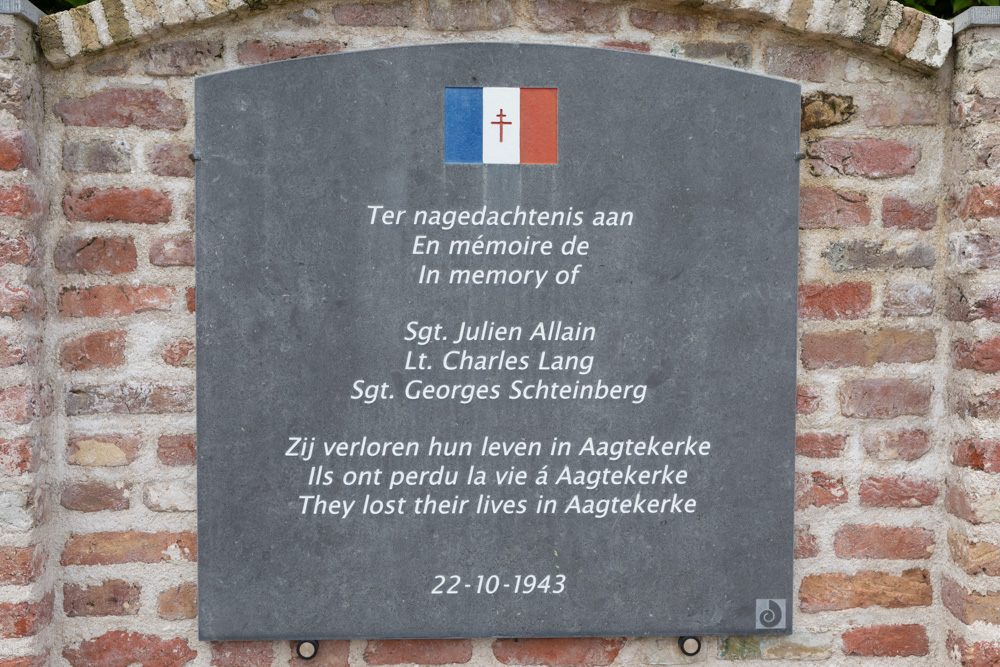 Ter nagedachtenis aan
En mémoire de
In memory of
Sgt. Julien Allain
Lt. Charles Lang
Sgt. Georges Schteinberg
Zij verloren hun leven in Aagtekerke
Ils ont perdu la vie á Aagtekerke
They lost their lives in Aagtekerke
22-10-1943